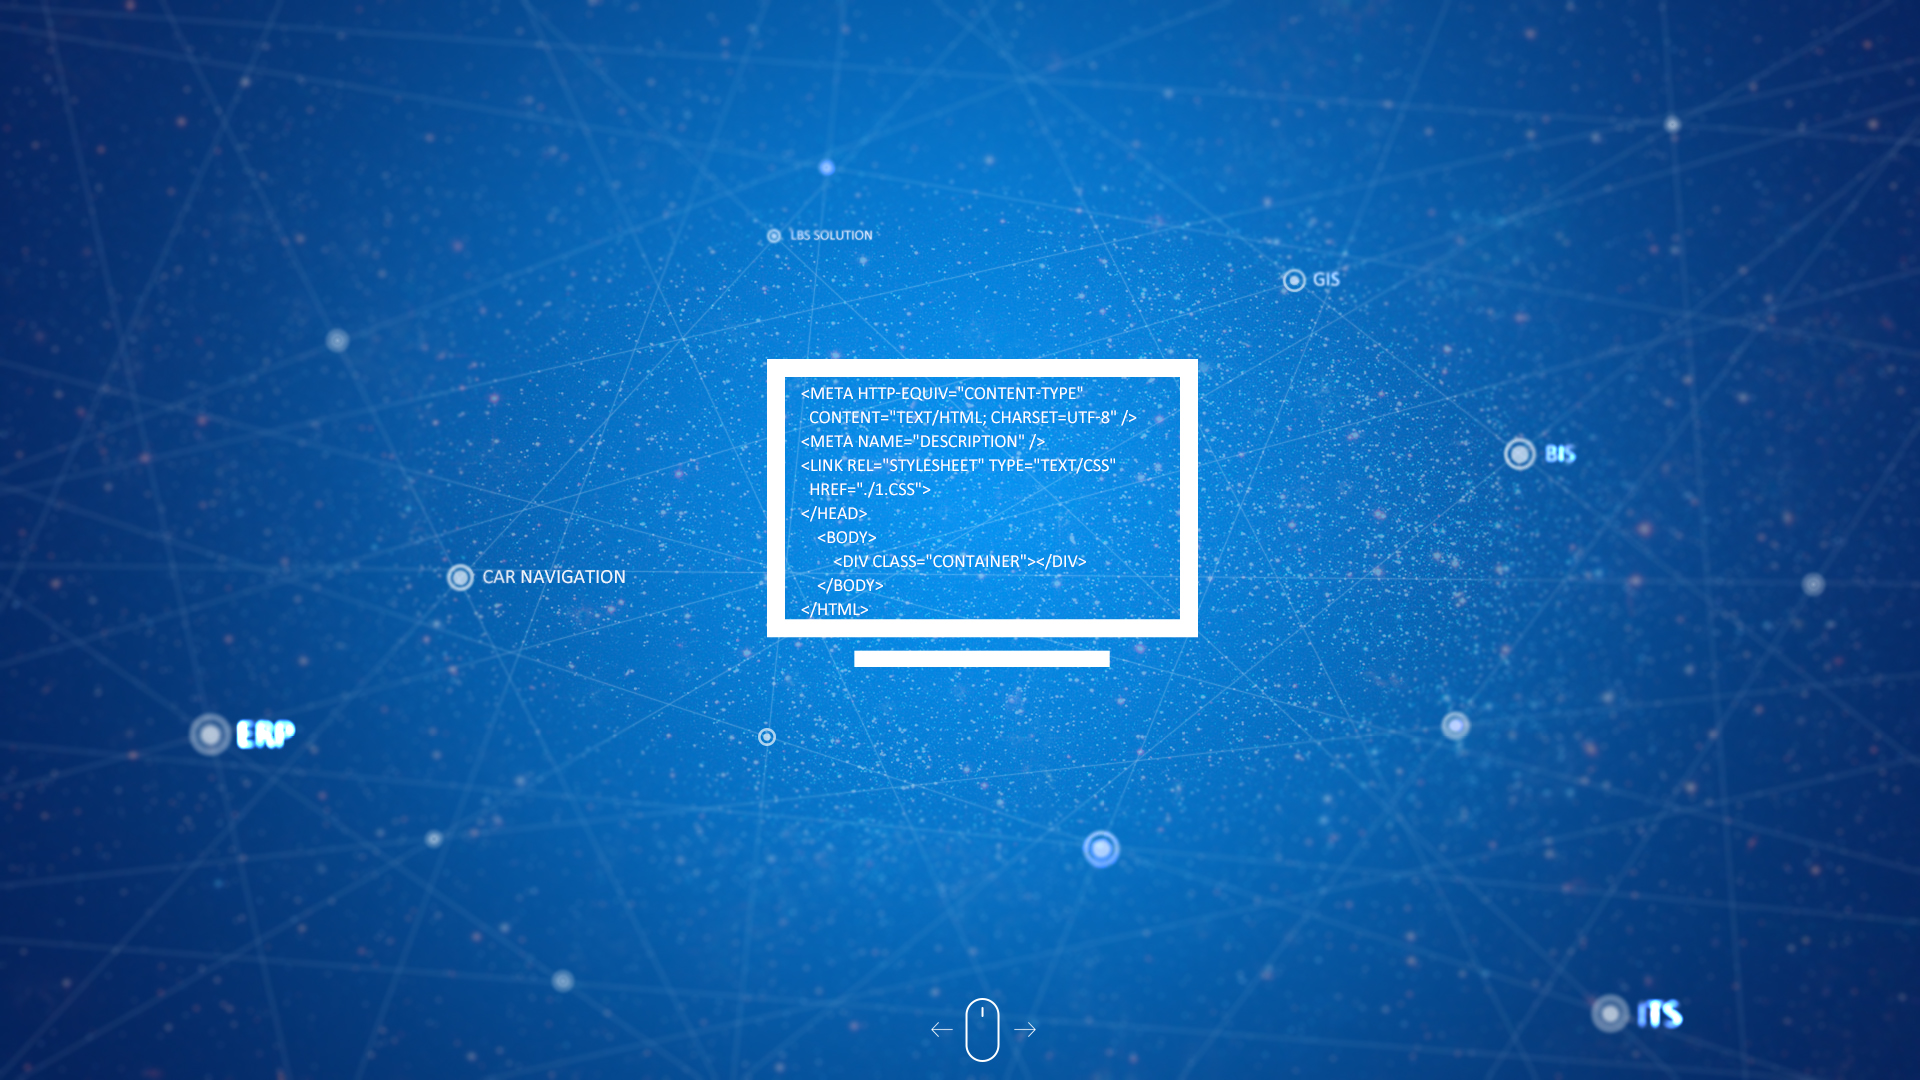 LBS SOLUTION
GIS
<META HTTP-EQUIV="CONTENT-TYPE"
CONTENT="TEXT/HTML; CHARSET=UTF-8" />
<META NAME="DESCRIPTION" />
<LINK REL="STYLESHEET" TYPE="TEXT/CSS"
HREF="./1.CSS">
</HEAD>
<BODY>
<DIV CLASS="CONTAINER"></DIV>
</BODY>
</HTML>
BIS
CAR NAVIGATION
ERP
ITS